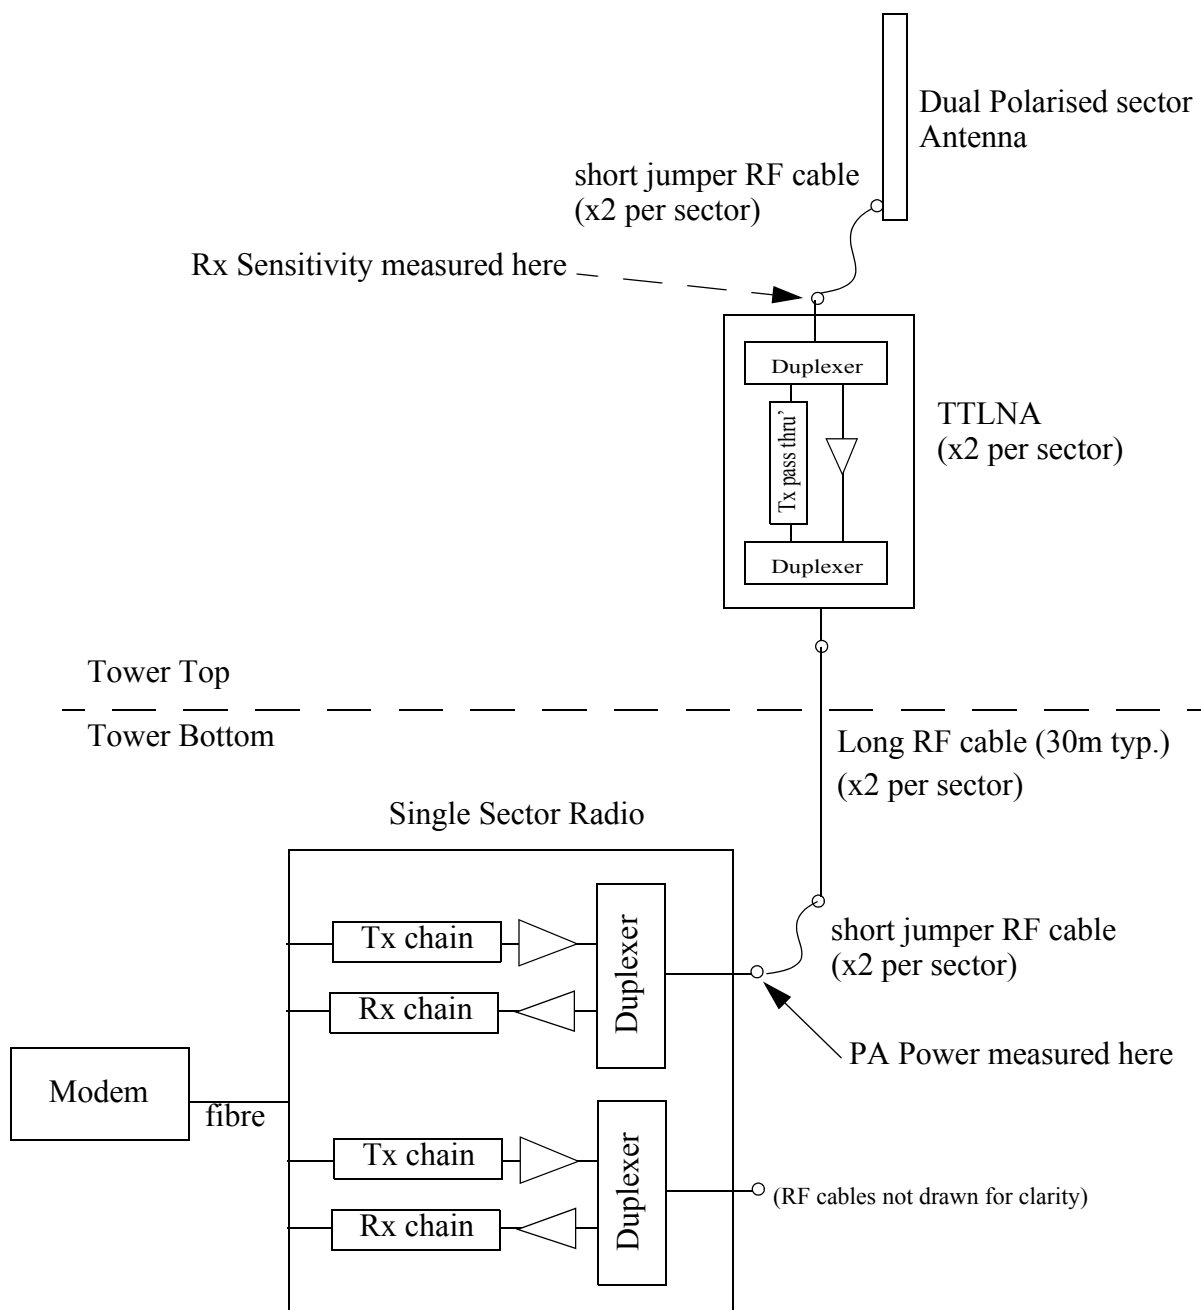 Dual Polarised sector
Antenna
short jumper RF cable
(x2 per sector)
Rx Sensitivity measured here
Duplexer
Tx pass thru'
Duplexer
TTLNA
(x2 per sector)
Tower Top
Tower Bottom
Long RF cable (30m typ.)
(x2 per sector)
Single Sector Radio
Tx chain
Rx chain
Duplexer
short jumper RF cable
(x2 per sector)
PA Power measured here
Modem
fibre
Tx chain
Rx chain
Duplexer
(RF cables not drawn for clarity)